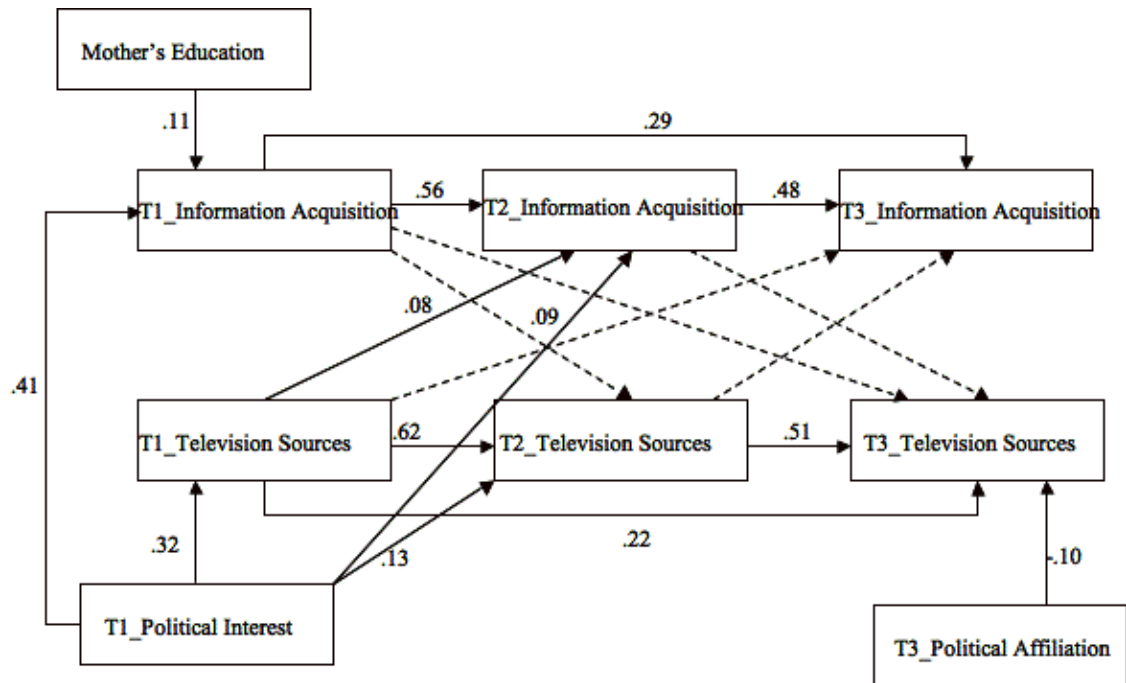 Mother's Education
.11
.29
T1_Information Acquisition
.56
T2_Information Acquisition
.48
T3_Information Acquisition
.08
.09
.41
T1_Television Sources
.62
T2_Television Sources
.51
T3_Television Sources
.32
.13
.22
-.10
T1_Political Interest
T3_Political Affiliation